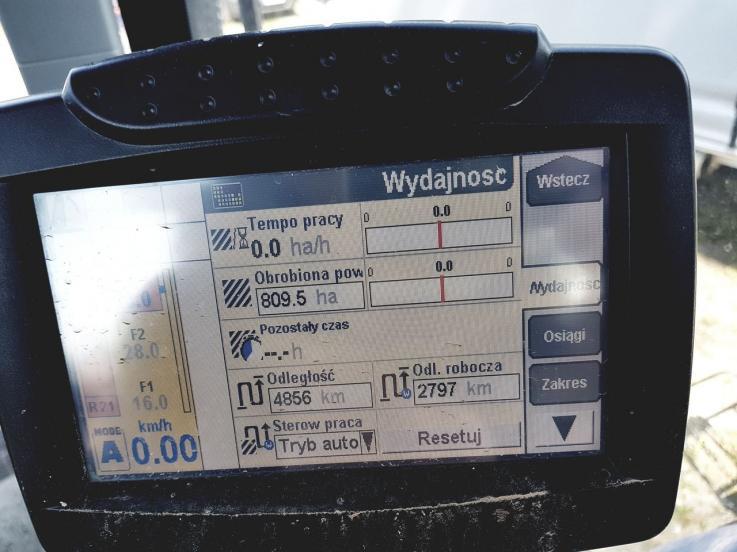 Wydajnosc
Wstecz
Tempo pracy
0.0 ha/h
0 0.0 0
Obrobiona pow
809.5 ha
0 0.0 0
Wydajnosc
Pozostały czas
--.-h
Osiągi
Odległość
4856 km
Odl. robocza
2797 km
Zakres
Sterow praca
Tryb auto
Resetuj
F2
28.0
F1
16.0
R21
km/h
MODE
A 0.00